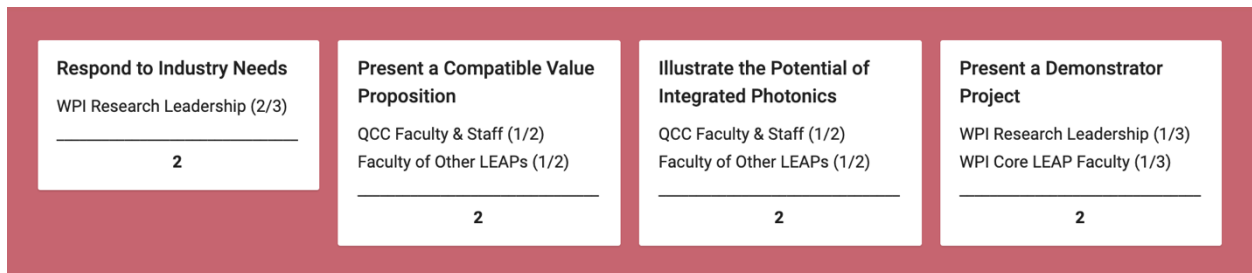 Respond to Industry Needs
WPI Research Leadership (2/3)
2
Present a Compatible Value
Proposition
QCC Faculty & Staff (1/2)
Faculty of Other LEAPs (1/2)
2
Illustrate the Potential of
Integrated Photonics
QCC Faculty & Staff (1/2)
Faculty of Other LEAPs (1/2)
2
Present a Demonstrator
Project
WPI Research Leadership (1/3)
WPI Core LEAP Faculty (1/3)
2